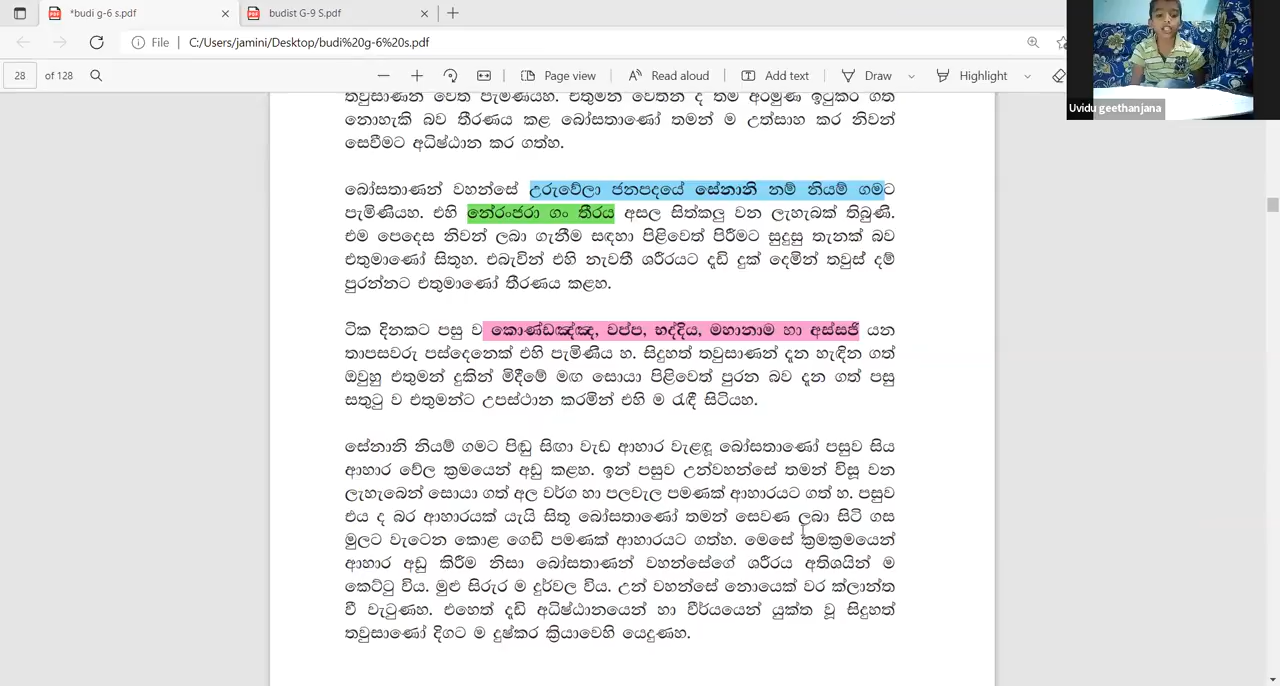 *budi g-6 s.pdf
budist G-9 S.pdf
File
C:/Users/jamini/Desktop/budi%20g-6%20s.pdf
28 of 128
Page view
Read aloud
Add text
Draw
Highlight
Uvidu geethanjana
තවුසාණන් වෙත පැමිණියහ. එතුමන් වෙතින් ද තම අරමුණ ඉටුකර ගත
නොහැකි බව තීරණය කළ බෝසතාණෝ තමන් ම උත්සාහ කර නිවන්
සෙවීමට අධිෂ්ඨාන කර ගත්හ.
බෝසතාණන් වහන්සේ උරුවේලා ජනපදයේ සේනානි නම් නියම් ගමට
පැමිණියහ. එහි නේරංජරා ගං තීරය අසල සිත්කලු වන ලැහැබක් තිබුණි.
එම පෙදෙස නිවන් ලබා ගැනීම සඳහා පිළිවෙත් පිරීමට සුදුසු තැනක් බව
එතුමාණෝ සිතූහ. එබැවින් එහි නැවතී ශරීරයට දැඩි දුක් දෙමින් තවුස් දම්
පුරන්නට එතුමාණෝ තීරණය කළහ.
ටික දිනකට පසු ව කොණ්ඩඤ්ඤ, වප්ප, භද්දිය, මහානාම හා අස්සජි යන
තාපසවරු පස්දෙනෙක් එහි පැමිණිය හ. සිදුහත් තවුසාණන් දැන හැඳින ගත්
ඔවුහු එතුමන් දුකින් මිදීමේ මඟ සොයා පිළිවෙත් පුරන බව දැන ගත් පසු
සතුටු ව එතුමන්ට උපස්ථාන කරමින් එහි ම රැඳී සිටියහ.
සේනානි නියම් ගමට පිඬු සිඟා වැඩ ආහාර වැළඳූ බෝසතාණෝ පසුව සිය
ආහාර වේල ක්‍රමයෙන් අඩු කළහ. ඉන් පසුව උන්වහන්සේ තමන් විසූ වන
ලැහැබෙන් සොයා ගත් අල වර්ග හා පලවැල පමණක් ආහාරයට ගත් හ. පසුව
එය ද බර ආහාරයක් යැයි සිතූ බෝසතාණෝ තමන් සෙවණ ලබා සිටි ගස
මුලට වැටෙන කොළ ගෙඩි පමණක් ආහාරයට ගත්හ. මෙසේ ක්‍රමක්‍රමයෙන්
ආහාර අඩු කිරීම නිසා බෝසතාණන් වහන්සේගේ ශරීරය අතිශයින් ම
කෙට්ටු විය. මුළු සිරුර ම දුර්වල විය. උන් වහන්සේ නොයෙක් වර ක්ලාන්ත
වී වැටුණහ. එහෙත් දැඩි අධිෂ්ඨානයෙන් හා වීර්යයෙන් යුක්ත වූ සිදුහත්
තවුසාණෝ දිගට ම දුෂ්කර ක්‍රියාවෙහි යෙදුණහ.